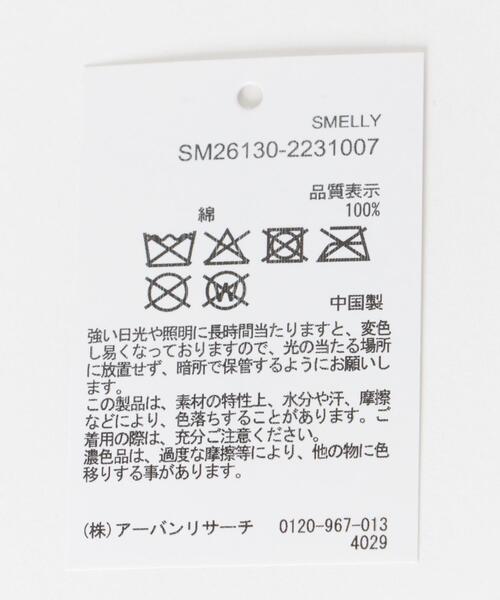 SMELLY
SM26130-2231007
品質表示
綿 100%
W
中国製
強い日光や照明に長時間当たりますと、変色
し易くなっておりますので、光の当たる場所
に放置せず、暗所で保管するようにお願いし
ます。
この製品は、素材の特性上、水分や汗、摩擦
などにより、色落ちすることがあります。ご
着用の際は、充分ご注意ください。
濃色品は、過度な摩擦等により、他の物に色
移りする事があります。
(株)アーバンリサーチ 0120-967-013
4029